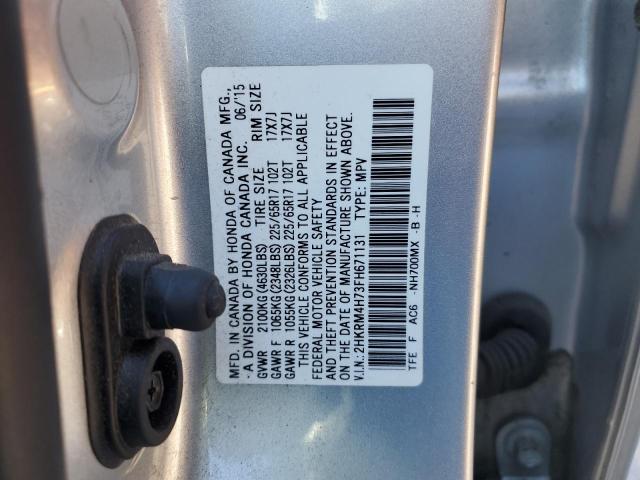 MFD. IN CANADA BY HONDA OF CANADA MFG.,
- A DIVISION OF HONDA CANADA INC. 06/'15
GVWR 2100KG(4630LBS) TIRE SIZE RIM SIZE
GAWR F 1065KG(2348LBS) 225/65R17 102T 17X7J
GAWR R 1055KG(2326LBS) 225/65R17 102T 17X7J
THIS VEHICLE CONFORMS TO ALL APPLICABLE
FEDERAL MOTOR VEHICLE SAFETY
AND THEFT PREVENTION STANDARDS IN EFFECT
ON THE DATE OF MANUFACTURE SHOWN ABOVE.
V.I.N.: 2HKRM4H73FH671131 TYPE: MPV
TFE F AC6 -NH700MX -B -H